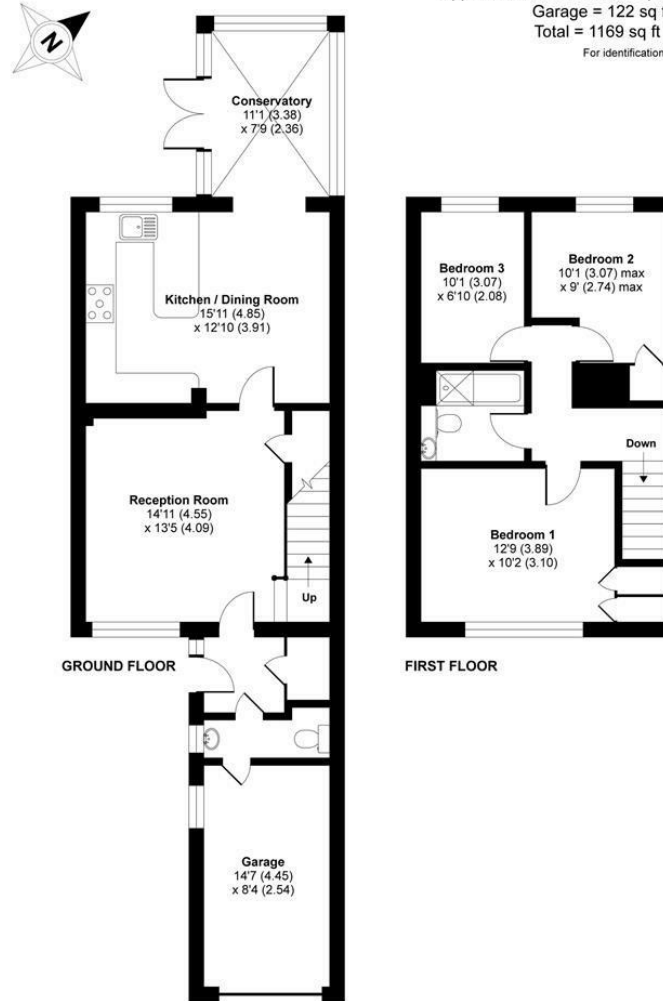 Garage = 122 sq
Total = 1169 sq ft
For identification
N
Conservatory
11'1 (3.38)
x 7'9 (2.36)
Kitchen / Dining Room
15'11 (4.85)
x 12'10 (3.91)
Reception Room
14'11 (4.55)
x 13'5 (4.09)
Up
GROUND FLOOR
Garage
14'7 (4.45)
x 8'4 (2.54)
Bedroom 3
10'1 (3.07)
x 6'10 (2.08)
Bedroom 2
10'1 (3.07) max
x 9' (2.74) max
Down
Bedroom 1
12'9 (3.89)
x 10'2 (3.10)
FIRST FLOOR